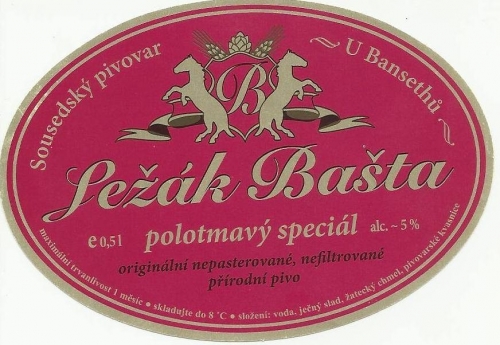 Sousedský pivovar
~ U Bansethů ~
B
Ležák Bašta
e 0,5 l polotmavý speciál alc. ~ 5 %
originální nepasterované, nefiltrované
přírodní pivo
maximální trvanlivost 1 měsíc • skladujte do 8 °C • složení: voda, ječný slad, žatecký chmel, pivovarské kvasnice